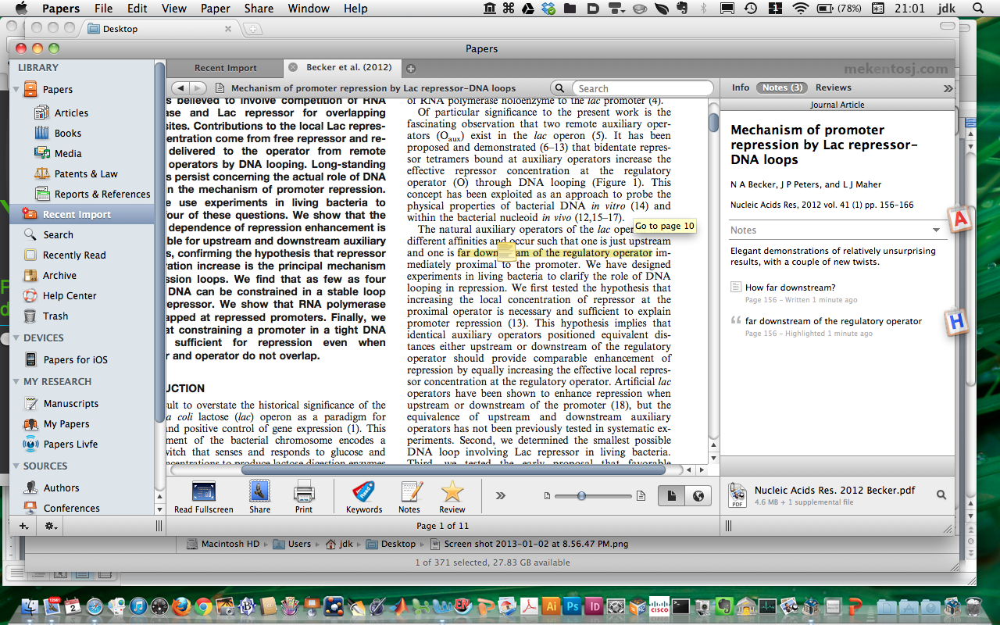 Papers File Edit View Paper Share Window Help (78%) 21:01 jdk
Desktop
Papers
LIBRARY
Papers
Articles
Books
Media
Patents & Law
Reports & References
Recent Import
Search
Recently Read
Archive
Help Center
Trash
DEVICES
Papers for iOS
MY RESEARCH
Manuscripts
My Papers
Papers Livfe
SOURCES
Authors
Conferences
Recent Import
Becker et al. (2012)
mekentosj.com
Mechanism of promoter repression by Lac repressor-DNA loops
Search
s believed to involve competition of RNA
ase and Lac repressor for overlapping
sites. Contributions to the local Lac repres-
entration come from free repressor and re-
delivered to the operator from remote
operators by DNA looping. Long-standing
s persist concerning the actual role of DNA
n the mechanism of promoter repression.
e use experiments in living bacteria to
four of these questions. We show that the
dependence of repression enhancement is
ble for upstream and downstream auxiliary
s, confirming the hypothesis that repressor
ration increase is the principal mechanism
ssion loops. We find that as few as four
DNA can be constrained in a stable loop
epressor. We show that RNA polymerase
apped at repressed promoters. Finally, we
at constraining a promoter in a tight DNA
sufficient for repression even when
r and operator do not overlap.
UCTION
sult to overstate the historical significance of the
a coli lactose (lac) operon as a paradigm for
and positive control of gene expression (1). This
ment of the bacterial chromosome encodes a
witch that senses and responds to glucose and
ncentrations to produce lactose digestion enzymes
of RNA polymerase holoenzyme to the lac promoter (4).
Of particular significance to the present work is the
fascinating observation that two remote auxiliary oper-
ators (Oaux) exist in the lac operon (5). It has been
proposed and demonstrated (6–13) that bidentate repres-
sor tetramers bound at auxiliary operators increase the
effective repressor concentration at the regulatory
operator (O) through DNA looping (Figure 1). This
concept has been exploited as an approach to probe the
physical properties of bacterial DNA in vitro (14) and
within the bacterial nucleoid in vivo (12,15–17).
The natural auxiliary operators of the lac oper
Go to page 10
different affinities and occur such that one is just upstream
and one is far down am of the regulatory operator im-
mediately proximal to the promoter. We have designed
experiments in living bacteria to clarify the role of DNA
looping in repression. We first tested the hypothesis that
increasing the local concentration of repressor at the
proximal operator is necessary and sufficient to explain
promoter repression (13). This hypothesis implies that
identical auxiliary operators positioned equivalent dis-
tances either upstream or downstream of the regulatory
operator should provide comparable enhancement of
repression by equally increasing the effective local repres-
sor concentration at the regulatory operator. Artificial lac
operators have been shown to enhance repression when
upstream or downstream of the promoter (18), but the
equivalence of upstream and downstream auxiliary
operators has not been previously tested in systematic ex-
periments. Second, we determined the smallest possible
DNA loop involving Lac repressor in living bacteria.
Third, we tested the early proposal that favorable
Info Notes (3) Reviews
Journal Article
Mechanism of promoter
repression by Lac repressor-
DNA loops
N A Becker, J P Peters, and L J Maher
Nucleic Acids Res, 2012 vol. 41 (1) pp. 156-166
A
Notes
Elegant demonstrations of relatively unsurprising
results, with a couple of new twists.
How far downstream?
Page 156 - Written 1 minute ago
far downstream of the regulatory operator
Page 156 - Highlighted 1 minute ago
H
Read Fullscreen
Share
Print
Keywords
Notes
Review
PDF
Nucleic Acids Res. 2012 Becker.pdf
4.6 MB + 1 supplemental file
Page 1 of 11
Macintosh HD Users jdk Desktop Screen shot 2013-01-02 at 8.56.47 PM.png
1 of 371 selected, 27.83 GB available
2 EN Ai Ps Id CISCO